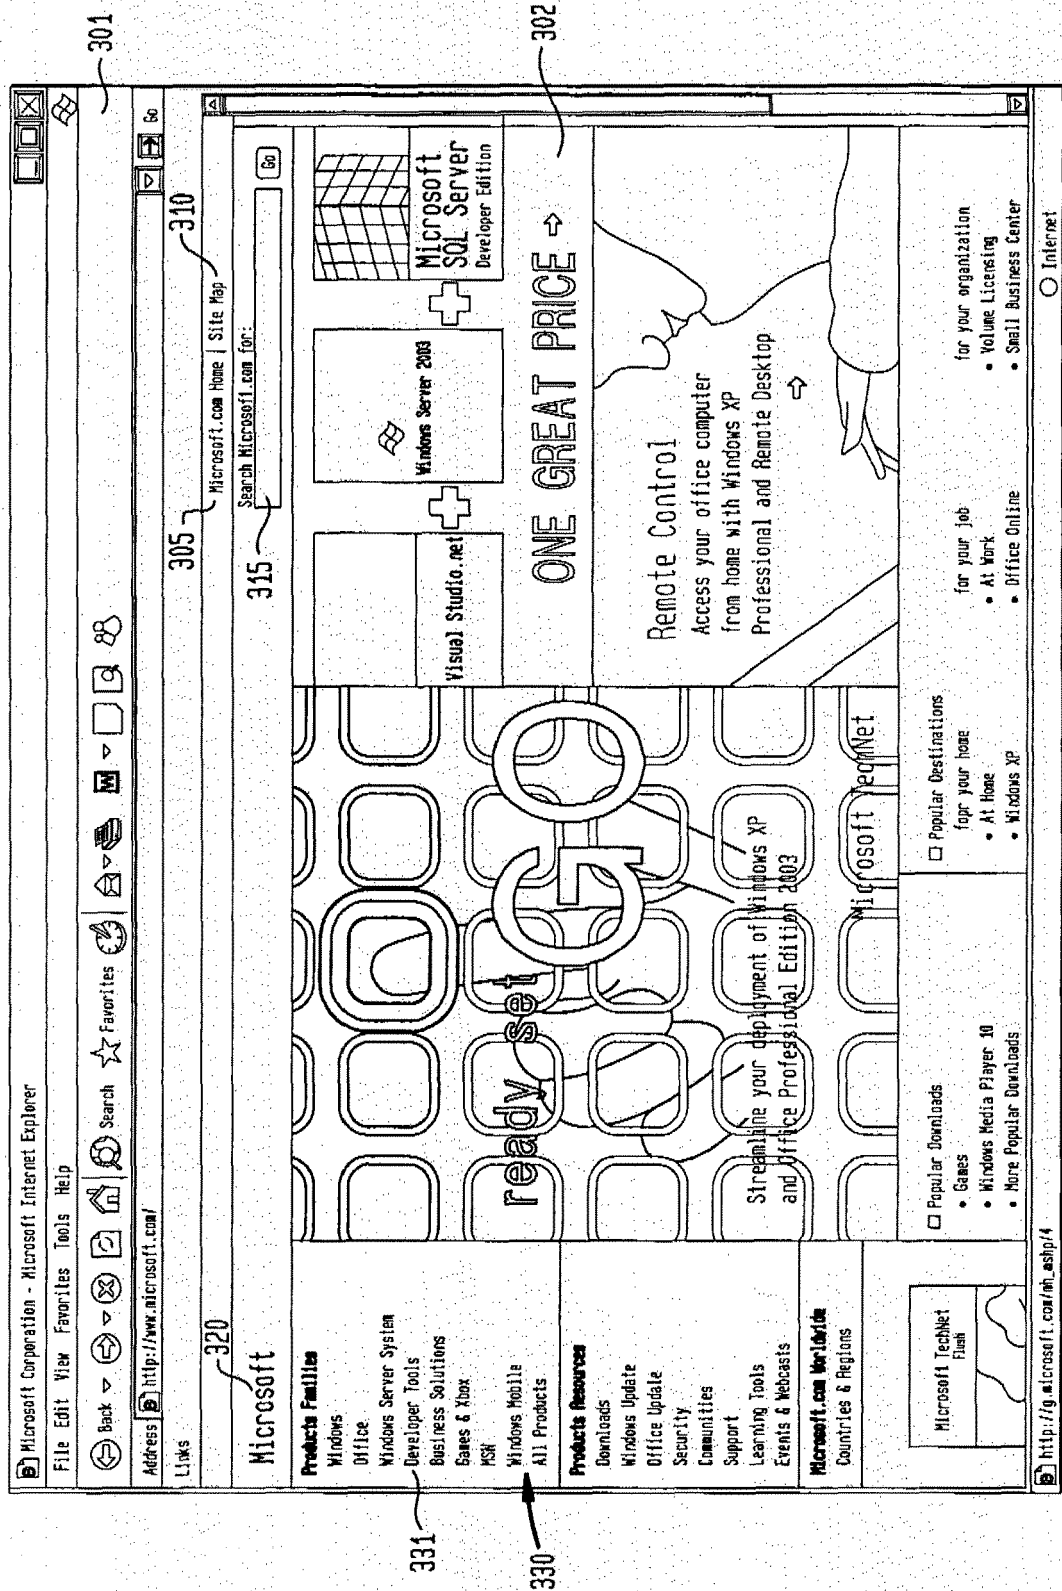 301
Microsoft Corporation - Microsoft Internet Explorer
File Edit View Favorites Tools Help
Back Search Favorites W
Address http://www.microsoft.com/ Go
Links
305
310
Microsoft.com Home | Site Map
320
Microsoft
Search Microsoft.com for:
Go
315
Products Families
Windows
Office
Windows Server System
Developer Tools
Business Solutions
Games & Xbox
MSN
Windows Mobile
All Products
331
330
Products Resources
Downloads
Windows Update
Office Update
Security
Communities
Support
Learning Tools
Events & Webcasts
Microsoft.com Worldwide
Countries & Regions
Microsoft TechNet
Flush
ready set GO
Streamline your deployment of Windows XP
and Office Professional Edition 2003
Microsoft TechNet
Visual Studio.net
Windows Server 2003
Microsoft
SQL Server
Developer Edition
ONE GREAT PRICE
302
Remote Control
Access your office computer
from home with Windows XP
Professional and Remote Desktop
Popular Downloads
• Games
• Windows Media Player 10
• More Popular Downloads
Popular Destinations
fopr your home
• At Home
• Windows XP
for your job
• At Work
• Office Online
for your organization
• Volume Licensing
• Small Business Center
http://g.microsoft.com/mh_mshp/4
Internet